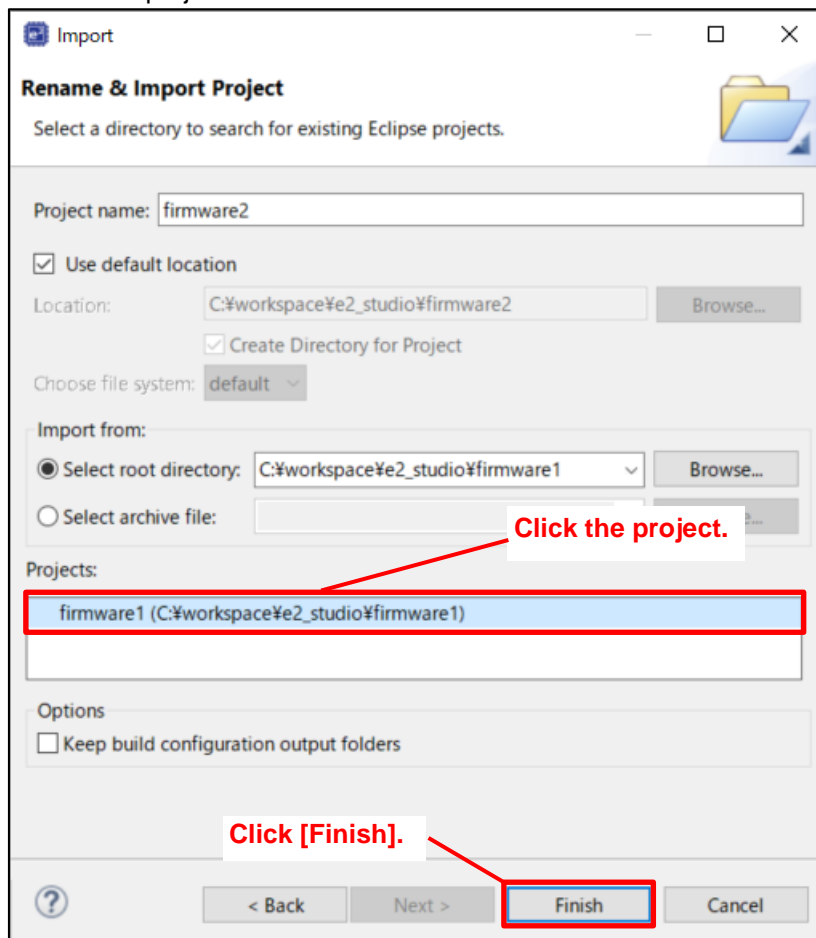 Import
Rename & Import Project
Select a directory to search for existing Eclipse projects.
Project name: firmware2
Use default location
Location: C:¥workspace¥e2_studio¥firmware2 Browse...
Create Directory for Project
Choose file system: default
Import from:
Select root directory: C:¥workspace¥e2_studio¥firmware1 Browse...
Select archive file:
Click the project.
Projects:
firmware1 (C:¥workspace¥e2_studio¥firmware1)
Options
Keep build configuration output folders
Click [Finish].
< Back Next > Finish Cancel